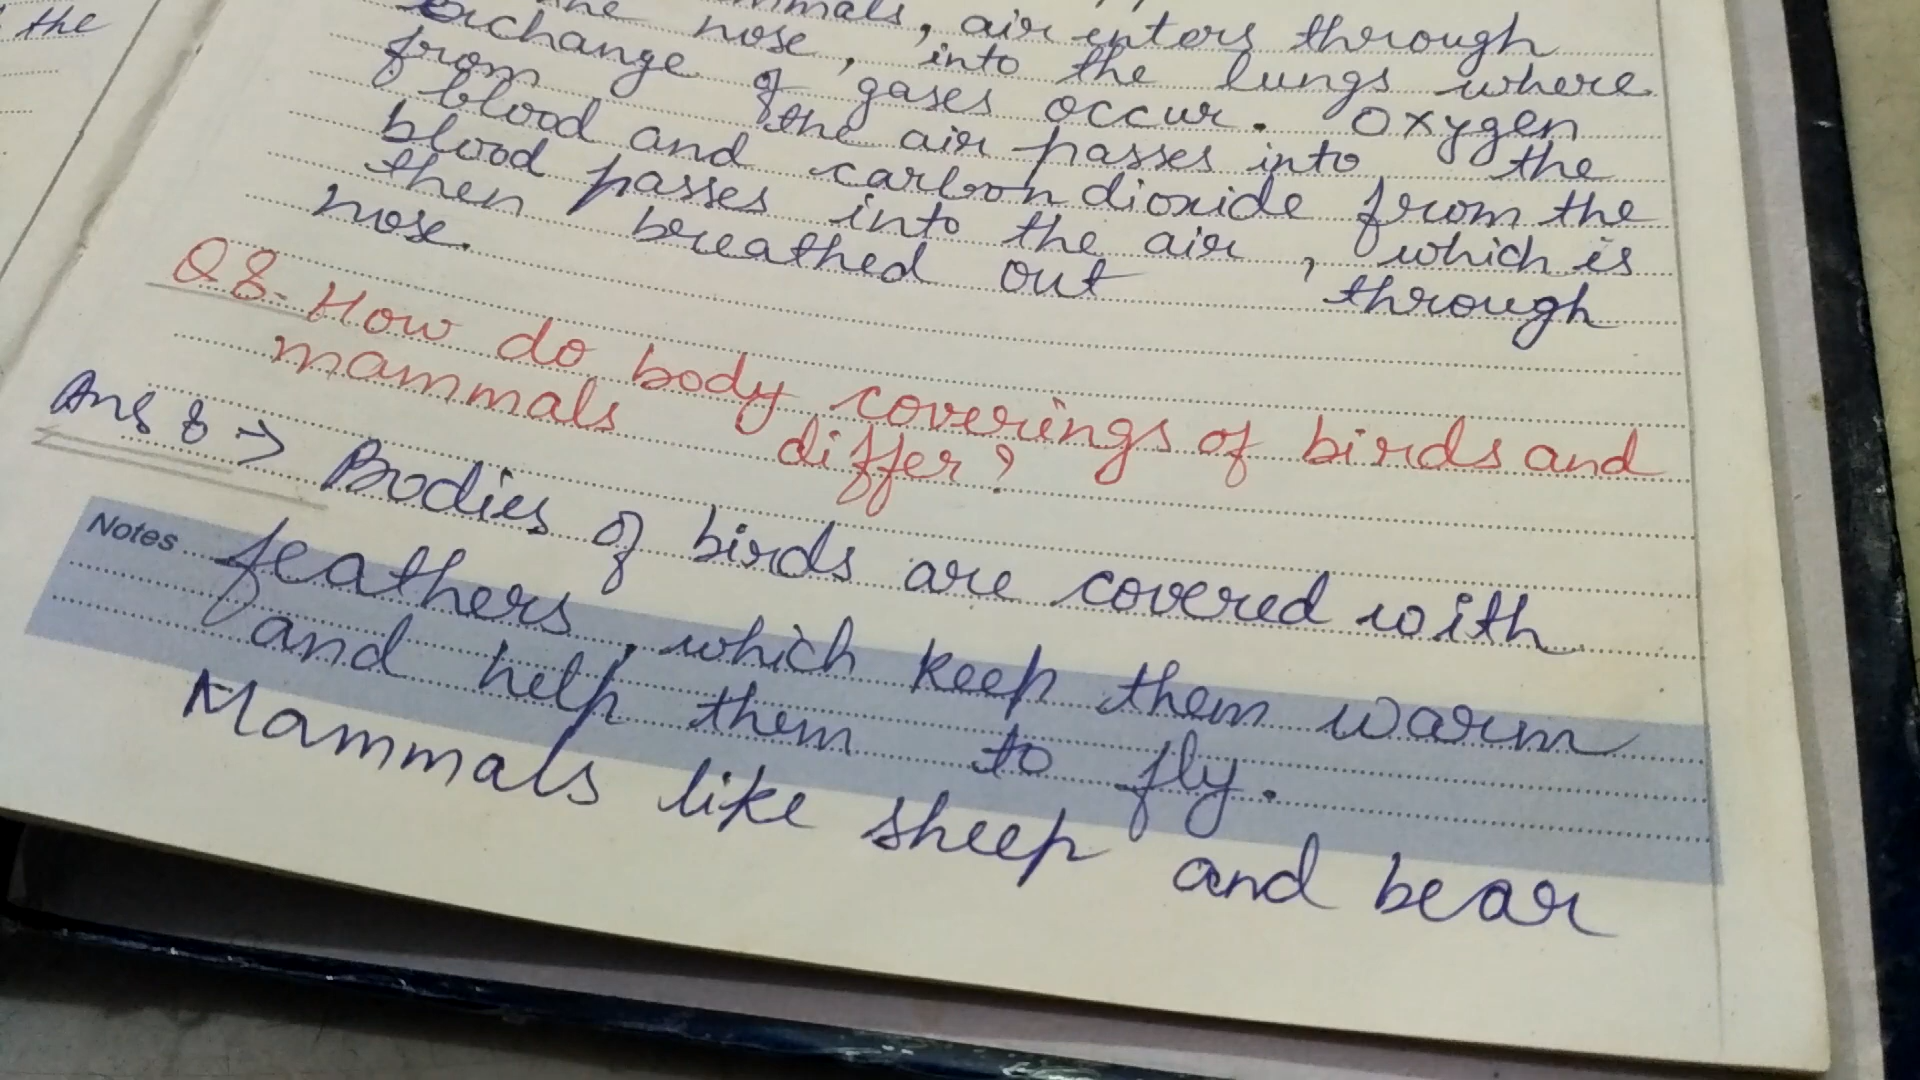 the
mals, air enters through
the nose, into the lungs where
exchange of gases occur. Oxygen
from the air passes into the
blood and carbon dioxide from the
blood passes into the air, which is
then breathed out, through
nose.
Q 8. How do body coverings of birds and
mammals differ?
Ans 8 → Bodies of birds are covered with
Notes
feathers, which keep them warm
and help them to fly.
Mammals like sheep and bear